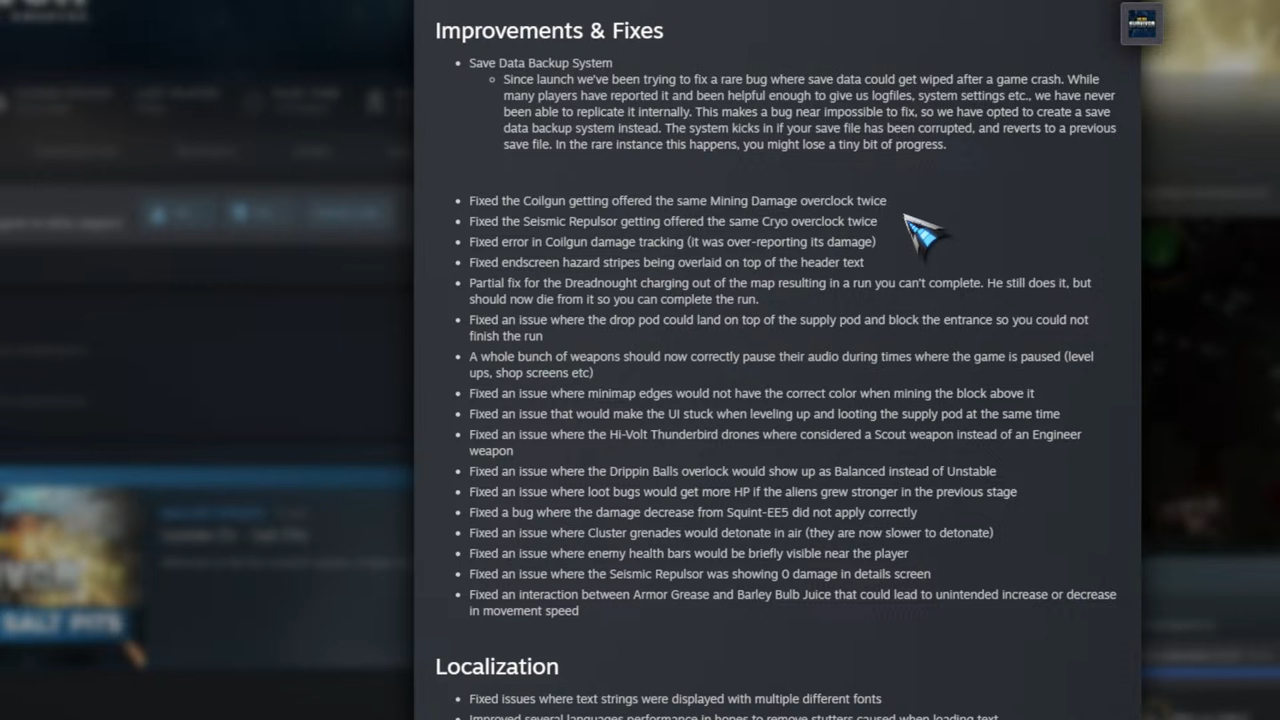 Improvements & Fixes
Save Data Backup System
Since launch we've been trying to fix a rare bug where save data could get wiped after a game crash. While
many players have reported it and been helpful enough to give us logfiles, system settings etc., we have never
been able to replicate it internally. This makes a bug near impossible to fix, so we have opted to create a save
data backup system instead. The system kicks in if your save file has been corrupted, and reverts to a previous
save file. In the rare instance this happens, you might lose a tiny bit of progress.
Fixed the Coilgun getting offered the same Mining Damage overclock twice
Fixed the Seismic Repulsor getting offered the same Cryo overclock twice
Fixed error in Coilgun damage tracking (it was over-reporting its damage)
Fixed endscreen hazard stripes being overlaid on top of the header text
Partial fix for the Dreadnought charging out of the map resulting in a run you can't complete. He still does it, but
should now die from it so you can complete the run.
Fixed an issue where the drop pod could land on top of the supply pod and block the entrance so you could not
finish the run
A whole bunch of weapons should now correctly pause their audio during times where the game is paused (level
ups, shop screens etc)
Fixed an issue where minimap edges would not have the correct color when mining the block above it
Fixed an issue that would make the UI stuck when leveling up and looting the supply pod at the same time
Fixed an issue where the Hi-Volt Thunderbird drones where considered a Scout weapon instead of an Engineer
weapon
Fixed an issue where the Drippin Balls overlock would show up as Balanced instead of Unstable
Fixed an issue where loot bugs would get more HP if the aliens grew stronger in the previous stage
Fixed a bug where the damage decrease from Squint-EE5 did not apply correctly
Fixed an issue where Cluster grenades would detonate in air (they are now slower to detonate)
Fixed an issue where enemy health bars would be briefly visible near the player
Fixed an issue where the Seismic Repulsor was showing 0 damage in details screen
Fixed an interaction between Armor Grease and Barley Bulb Juice that could lead to unintended increase or decrease
in movement speed
Localization
Fixed issues where text strings were displayed with multiple different fonts
Improved several languages performance in hopes to remove stutters caused when loading text
SALT PITS